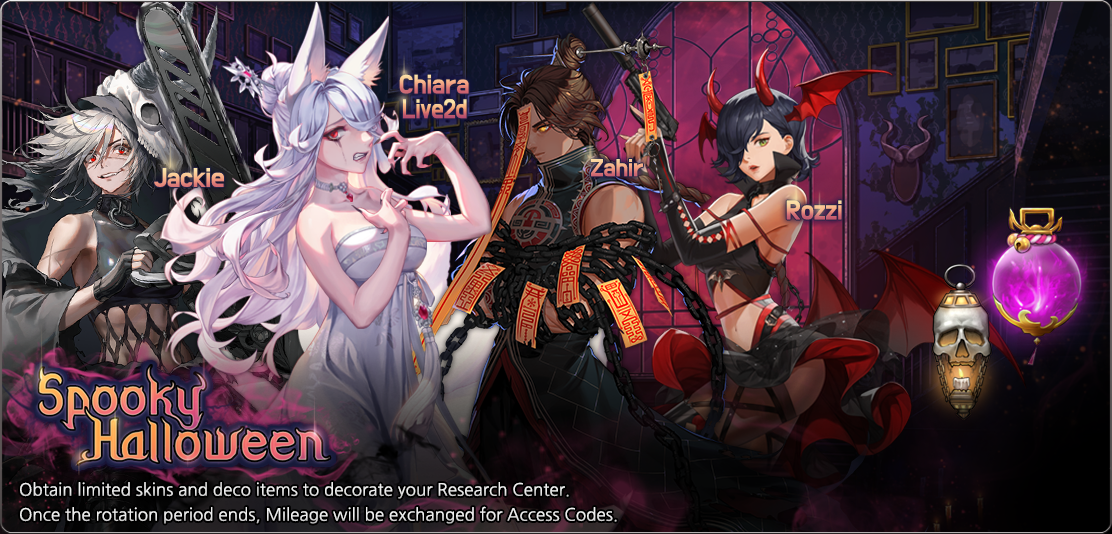 Chiara
Live2d
Jackie
Zahir
Rozzi
Spooky
Halloween
Obtain limited skins and deco items to decorate your Research Center.
Once the rotation period ends, Mileage will be exchanged for Access Codes.